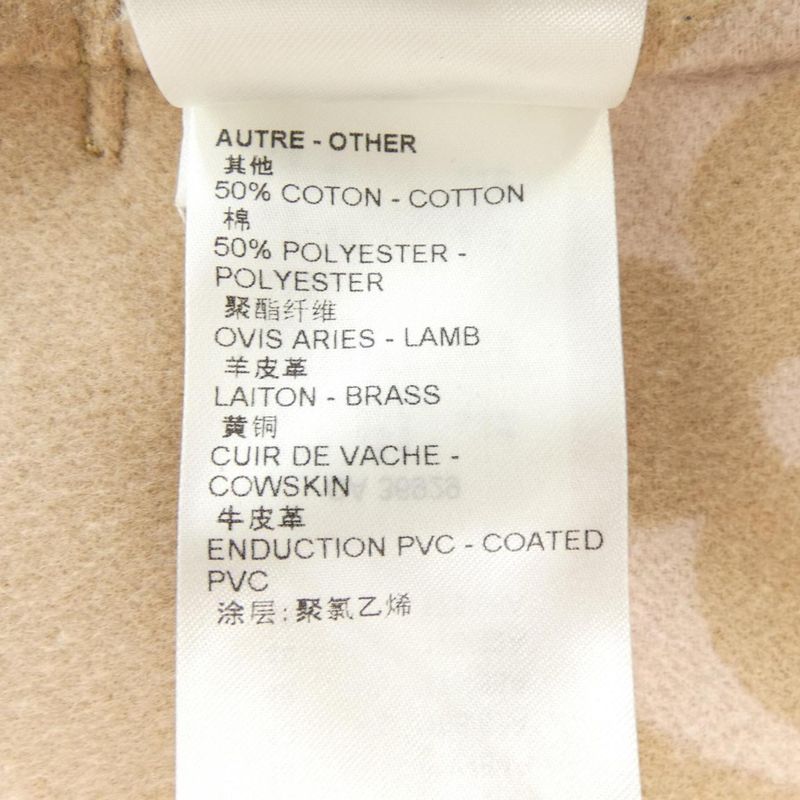 AUTRE - OTHER
其他
50% COTON - COTTON
棉
50% POLYESTER -
POLYESTER
聚酯纤维
OVIS ARIES - LAMB
羊皮革
LAITON - BRASS
黄铜
CUIR DE VACHE -
COWSKIN
牛皮革
ENDUCTION PVC - COATED
PVC
涂层:聚氯乙烯